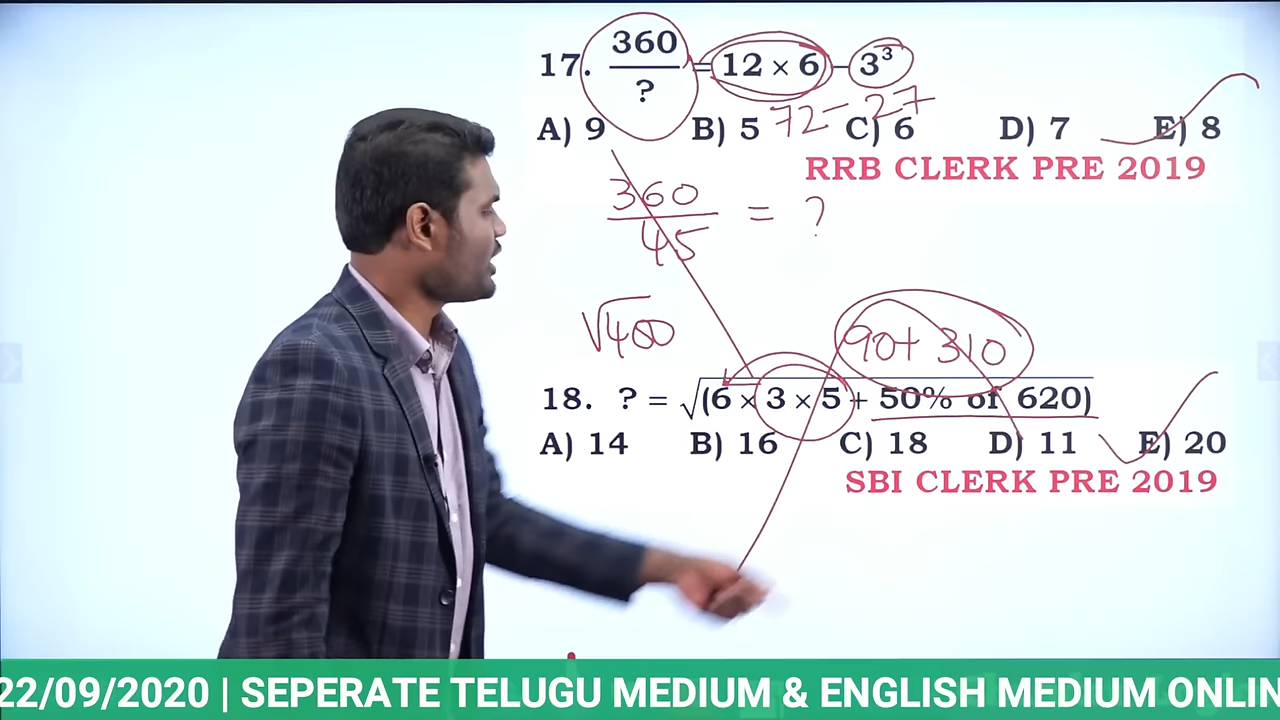 17. 360/? = 12 × 6 - 3³
A) 9 B) 5 C) 6 D) 7 E) 8
72 - 27
RRB CLERK PRE 2019
360/45 = ?
√400
90 + 310
18. ? = √(6 × 3 × 5 + 50% of 620)
A) 14 B) 16 C) 18 D) 11 E) 20
SBI CLERK PRE 2019
22/09/2020 | SEPERATE TELUGU MEDIUM & ENGLISH MEDIUM ONLIN